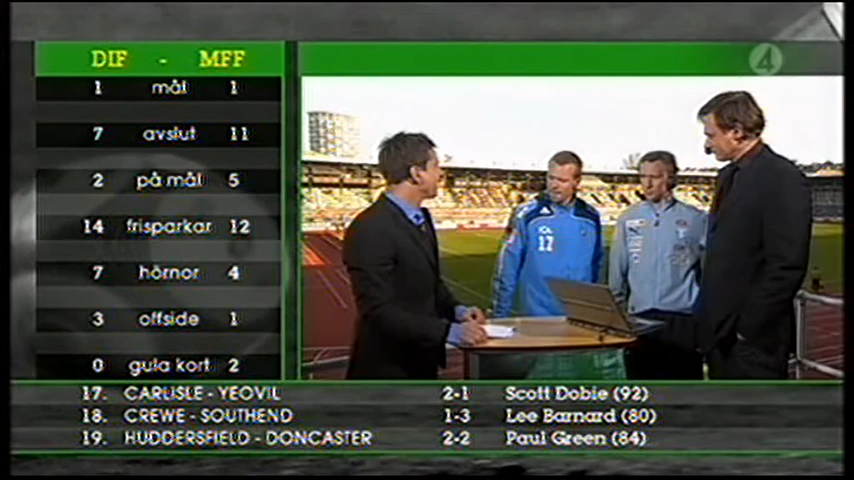 DIF - MFF
1 mål 1
7 avslut 11
2 på mål 5
14 frisparkar 12
7 hörnor 4
3 offside 1
0 gula kort 2
4
17
17. CARLISLE - YEOVIL 2-1 Scott Dobie (92)
18. CREWE - SOUTHEND 1-3 Lee Barnard (80)
19. HUDDERSFIELD - DONCASTER 2-2 Paul Green (84)